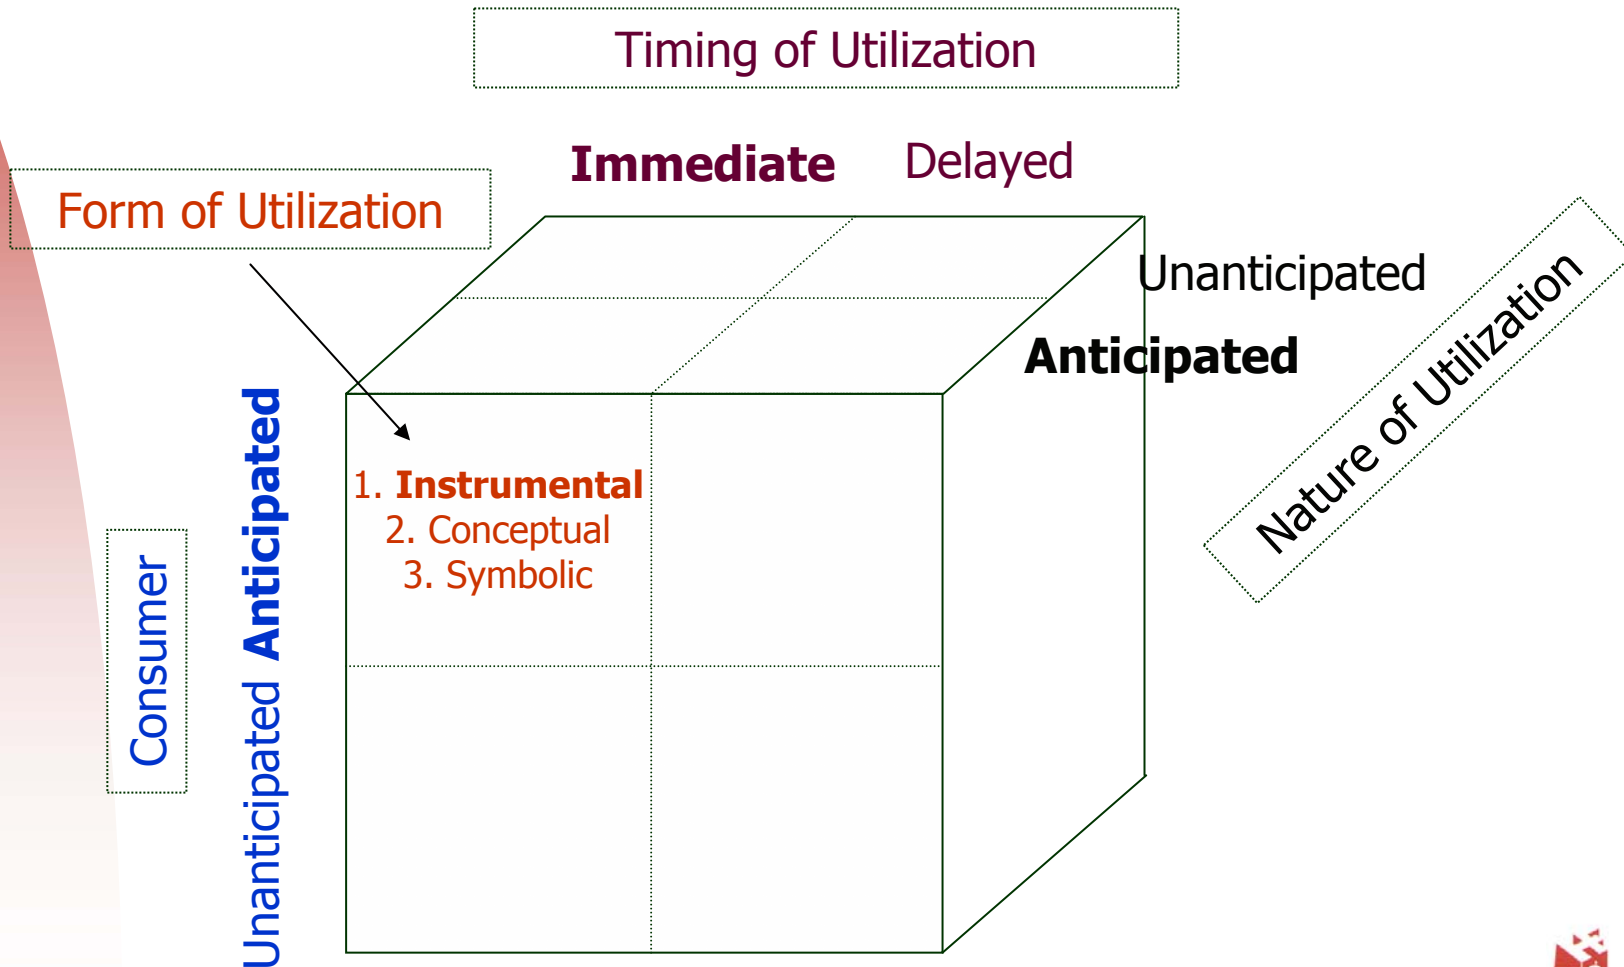 Timing of Utilization
Immediate Delayed
Form of Utilization
Unanticipated
Anticipated
Nature of Utilization
1. Instrumental
2. Conceptual
3. Symbolic
Consumer
Unanticipated Anticipated